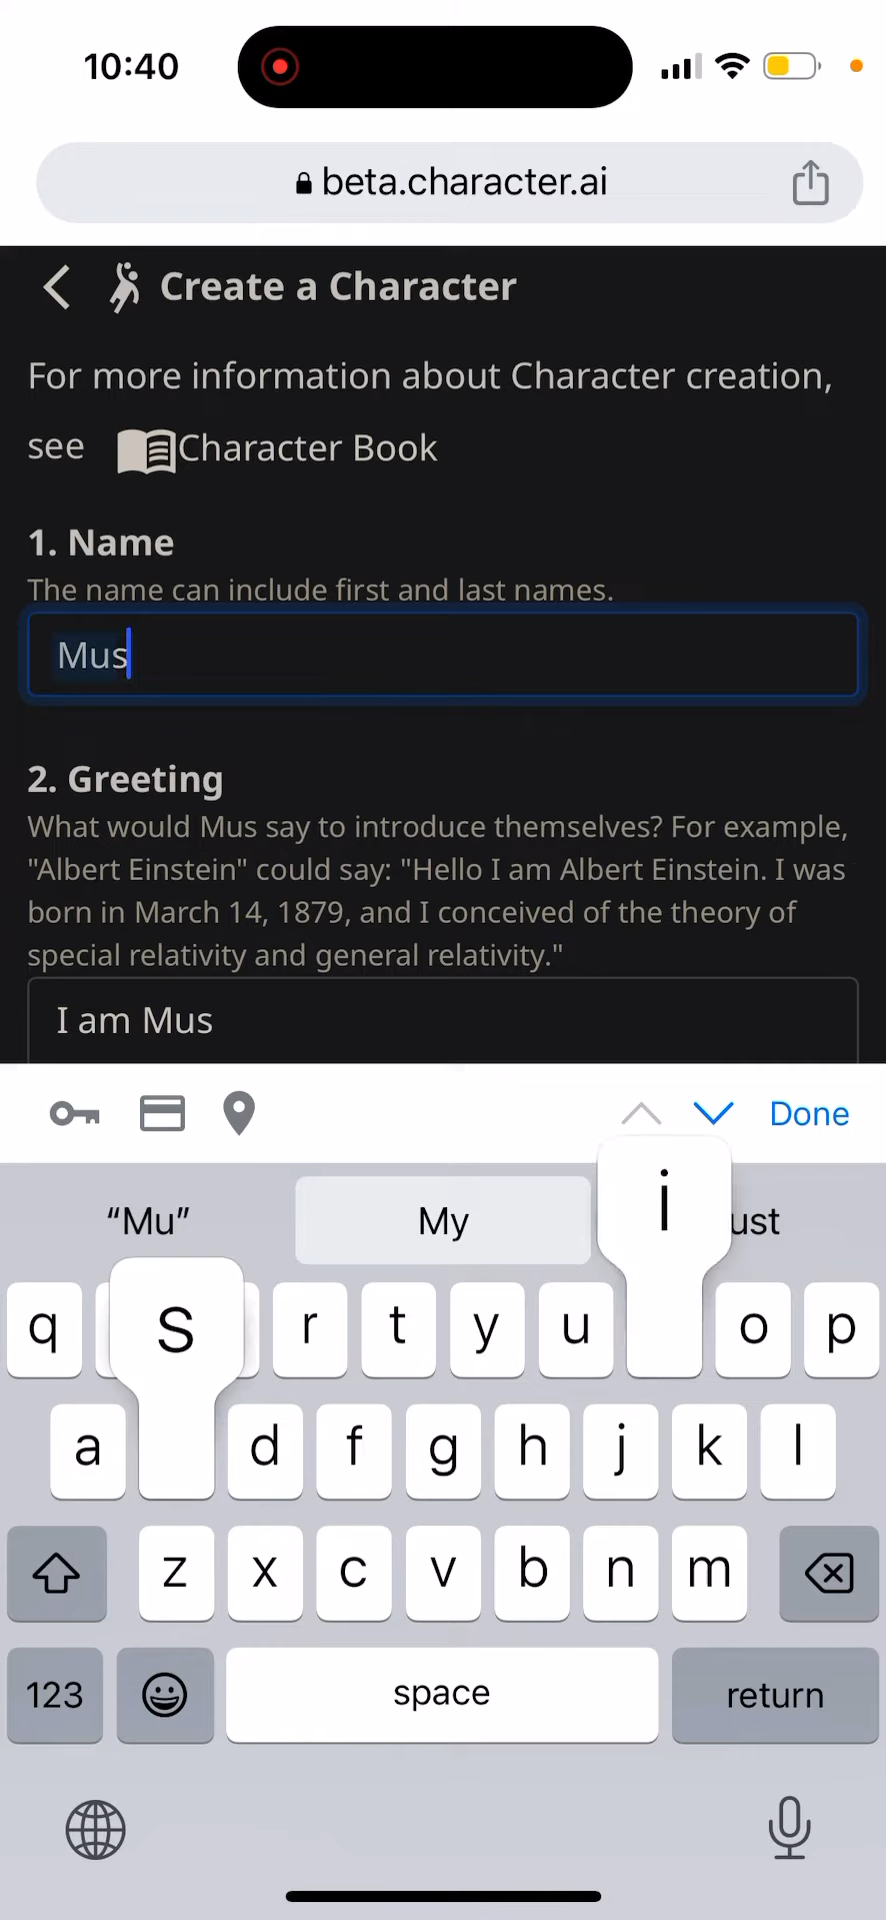 10:40
beta.character.ai
Create a Character
For more information about Character creation,
see Character Book
1. Name
The name can include first and last names.
Mus
2. Greeting
What would Mus say to introduce themselves? For example,
"Albert Einstein" could say: "Hello I am Albert Einstein. I was
born in March 14, 1879, and I conceived of the theory of
special relativity and general relativity."
I am Mus
Done
“Mu” My ust
i
s
q r t y u o p
a d f g h j k l
z x c v b n m
123 space return